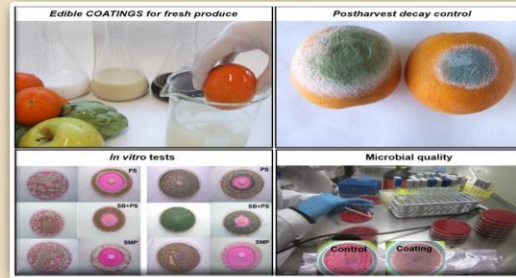 Edible COATINGS for fresh produce
Postharvest decay control
In vitro tests
PS
PS
SB+PS
SB+PS
SMP
SMP
Microbial quality
Control
Coating